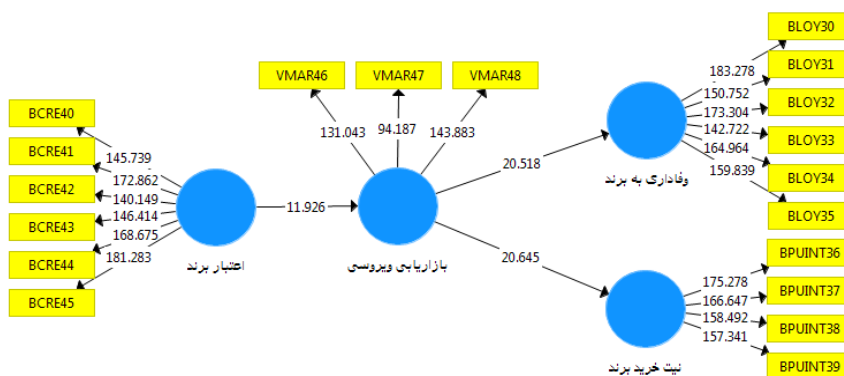 BCRE40
BCRE41
BCRE42
BCRE43
BCRE44
BCRE45
145.739
172.862
140.149
146.414
168.675
181.283
اعتبار برند
11.926
VMAR46
VMAR47
VMAR48
131.043
94.187
143.883
بازاریابی ویروسی
20.518
20.645
وفاداری به برند
183.278
150.752
173.304
142.722
164.964
159.839
BLOY30
BLOY31
BLOY32
BLOY33
BLOY34
BLOY35
نیت خرید برند
175.278
166.647
158.492
157.341
BPUINT36
BPUINT37
BPUINT38
BPUINT39